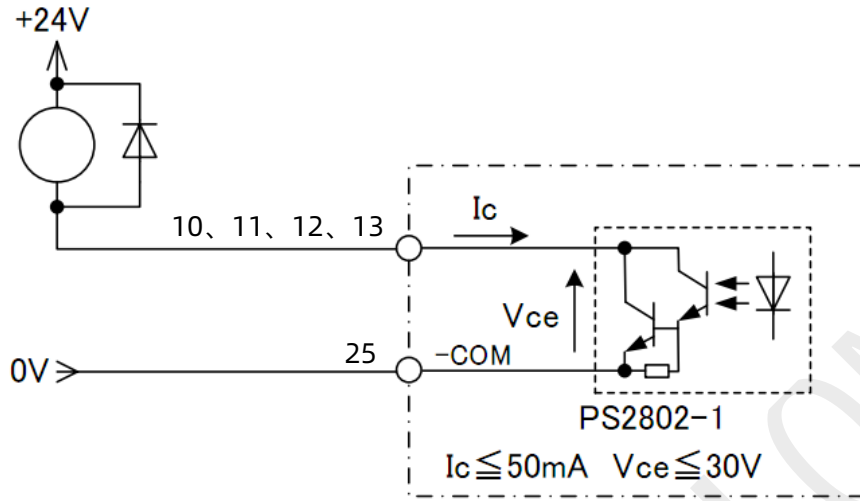 +24V
10、11、12、13
Ic
Vce
0V
25
-COM
PS2802-1
Ic≦50mA Vce≦30V